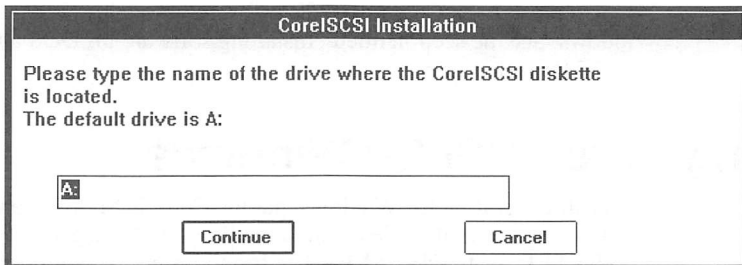 CorelSCSI Installation
Please type the name of the drive where the CorelSCSI diskette
is located.
The default drive is A:
A:
Continue
Cancel